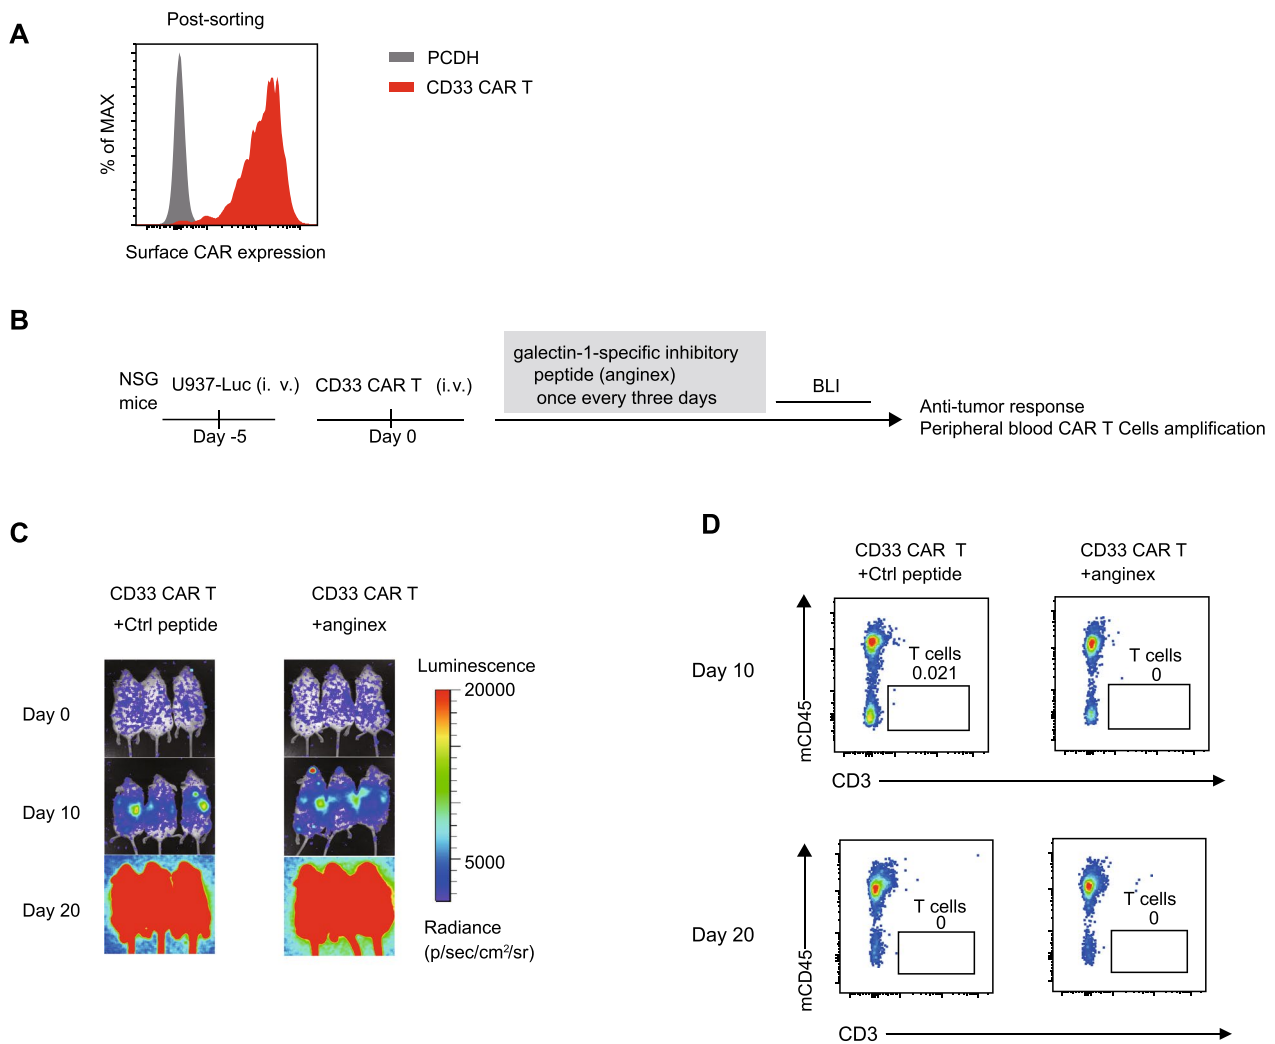 A
Post-sorting
% of MAX
Surface CAR expression
PCDH
CD33 CAR T
B
NSG
mice
U937-Luc (i. v.)
Day -5
CD33 CAR T (i.v.)
Day 0
galectin-1-specific inhibitory
peptide (anginex)
once every three days
BLI
Anti-tumor response
Peripheral blood CAR T Cells amplification
C
CD33 CAR T
+Ctrl peptide
CD33 CAR T
+anginex
Day 0
Day 10
Day 20
Luminescence
20000
5000
Radiance
(p/sec/cm²/sr)
D
CD33 CAR T
+Ctrl peptide
CD33 CAR T
+anginex
Day 10
mCD45
T cells
0.021
T cells
0
CD3
Day 20
mCD45
T cells
0
T cells
0
CD3